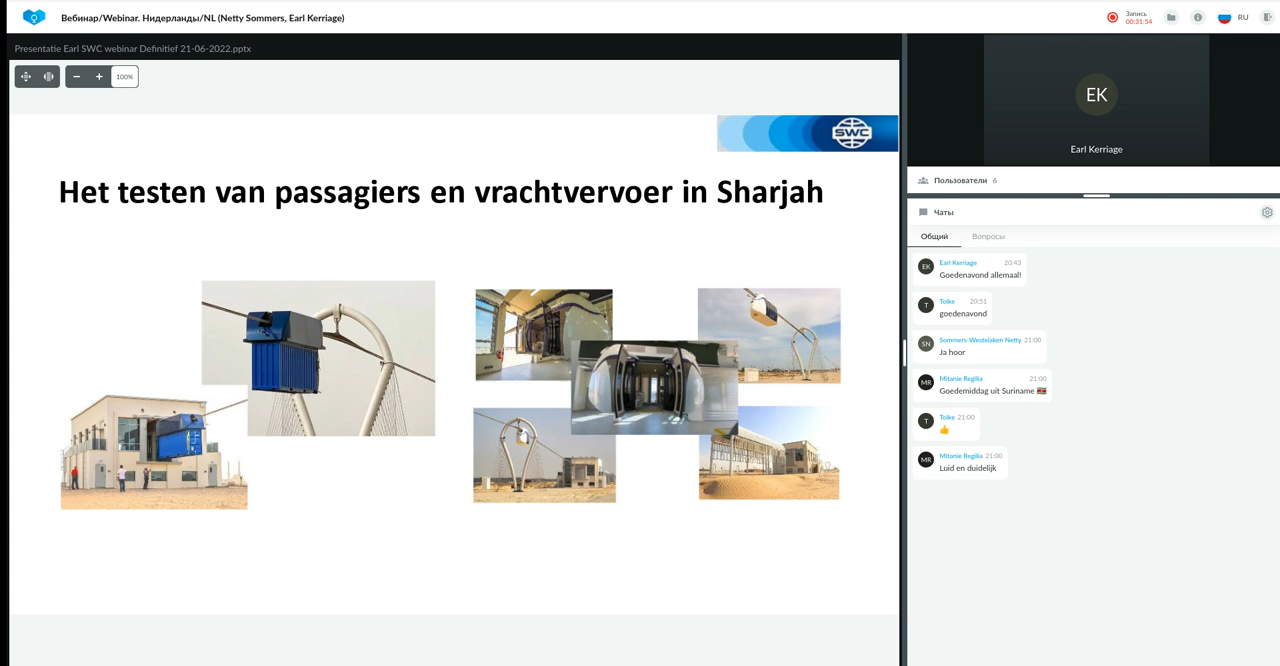 Вебинар/Webinar. Нидерланды/NL (Netty Sommers, Earl Kerriage)
Запись
00:31:54
RU
Presentatie Earl SWC webinar Definitief 21-06-2022.pptx
100%
SWC
Het testen van passagiers en vrachtvervoer in Sharjah
EK
Earl Kerriage
Пользователи 6
Чаты
Общий Вопросы
EK Earl Kerriage 20:43
Goedenavond allemaal!
T Toike 20:51
goedenavond
SN Sommers-Westelaken Netty 21:00
Ja hoor
MR Mitanie Regilia 21:00
Goedemiddag uit Suriname 🇸🇷
T Toike 21:00
👍
MR Mitanie Regilia 21:00
Luid en duidelijk